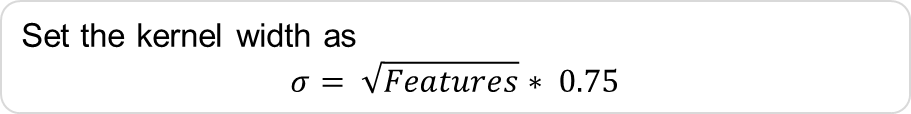 Set the kernel width as
σ = √Features * 0.75